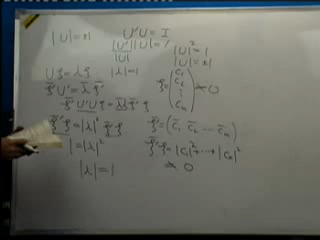 |U| = ±1
U'U = I
|U'||U| = 1
|U|
|U|² = 1
|U| = ±1
Uξ = λξ
|λ| = 1
ξ̄'U' = λ̄ ξ̄'
ξ̄'U'Uξ = λ̄λ ξ̄'ξ
ξ = (c₁ c₂ ⋮ cₙ) ≠ 0
ξ̄'ξ = |λ|² ξ̄'ξ
ξ̄' = (c̄₁ c̄₂ ... c̄ₙ)
1 = |λ|²
ξ̄'ξ = |c₁|² + ... + |cₙ|²
|λ| = 1
≠ 0